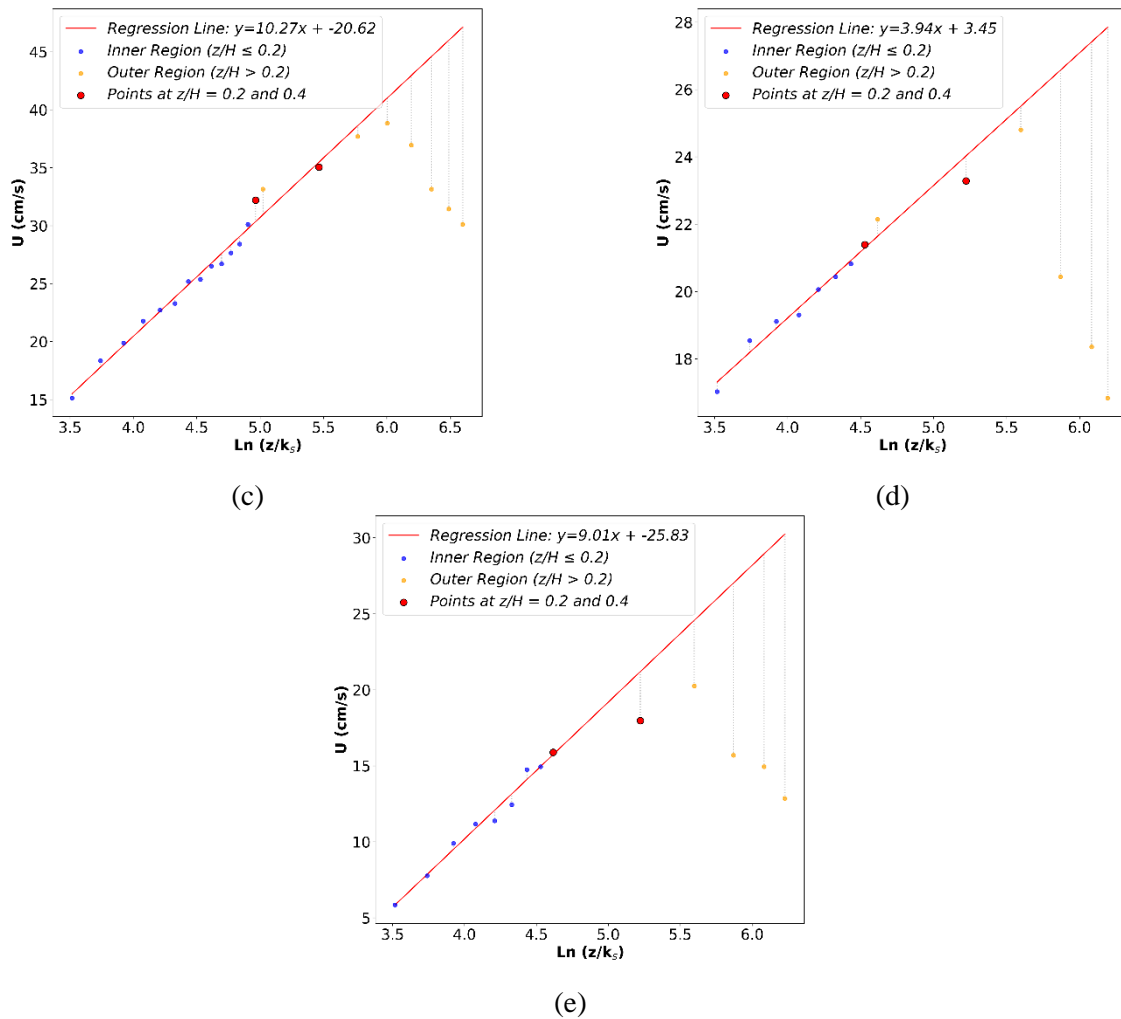 Regression Line: y=10.27x + -20.62
Inner Region (z/H ≤ 0.2)
Outer Region (z/H > 0.2)
Points at z/H = 0.2 and 0.4
45
40
35
30
25
20
15
U (cm/s)
3.5 4.0 4.5 5.0 5.5 6.0 6.5
Ln (z/kₛ)
(c)
Regression Line: y=3.94x + 3.45
Inner Region (z/H ≤ 0.2)
Outer Region (z/H > 0.2)
Points at z/H = 0.2 and 0.4
28
26
24
22
20
18
U (cm/s)
3.5 4.0 4.5 5.0 5.5 6.0
Ln (z/kₛ)
(d)
Regression Line: y=9.01x + -25.83
Inner Region (z/H ≤ 0.2)
Outer Region (z/H > 0.2)
Points at z/H = 0.2 and 0.4
30
25
20
15
10
5
U (cm/s)
3.5 4.0 4.5 5.0 5.5 6.0
Ln (z/kₛ)
(e)